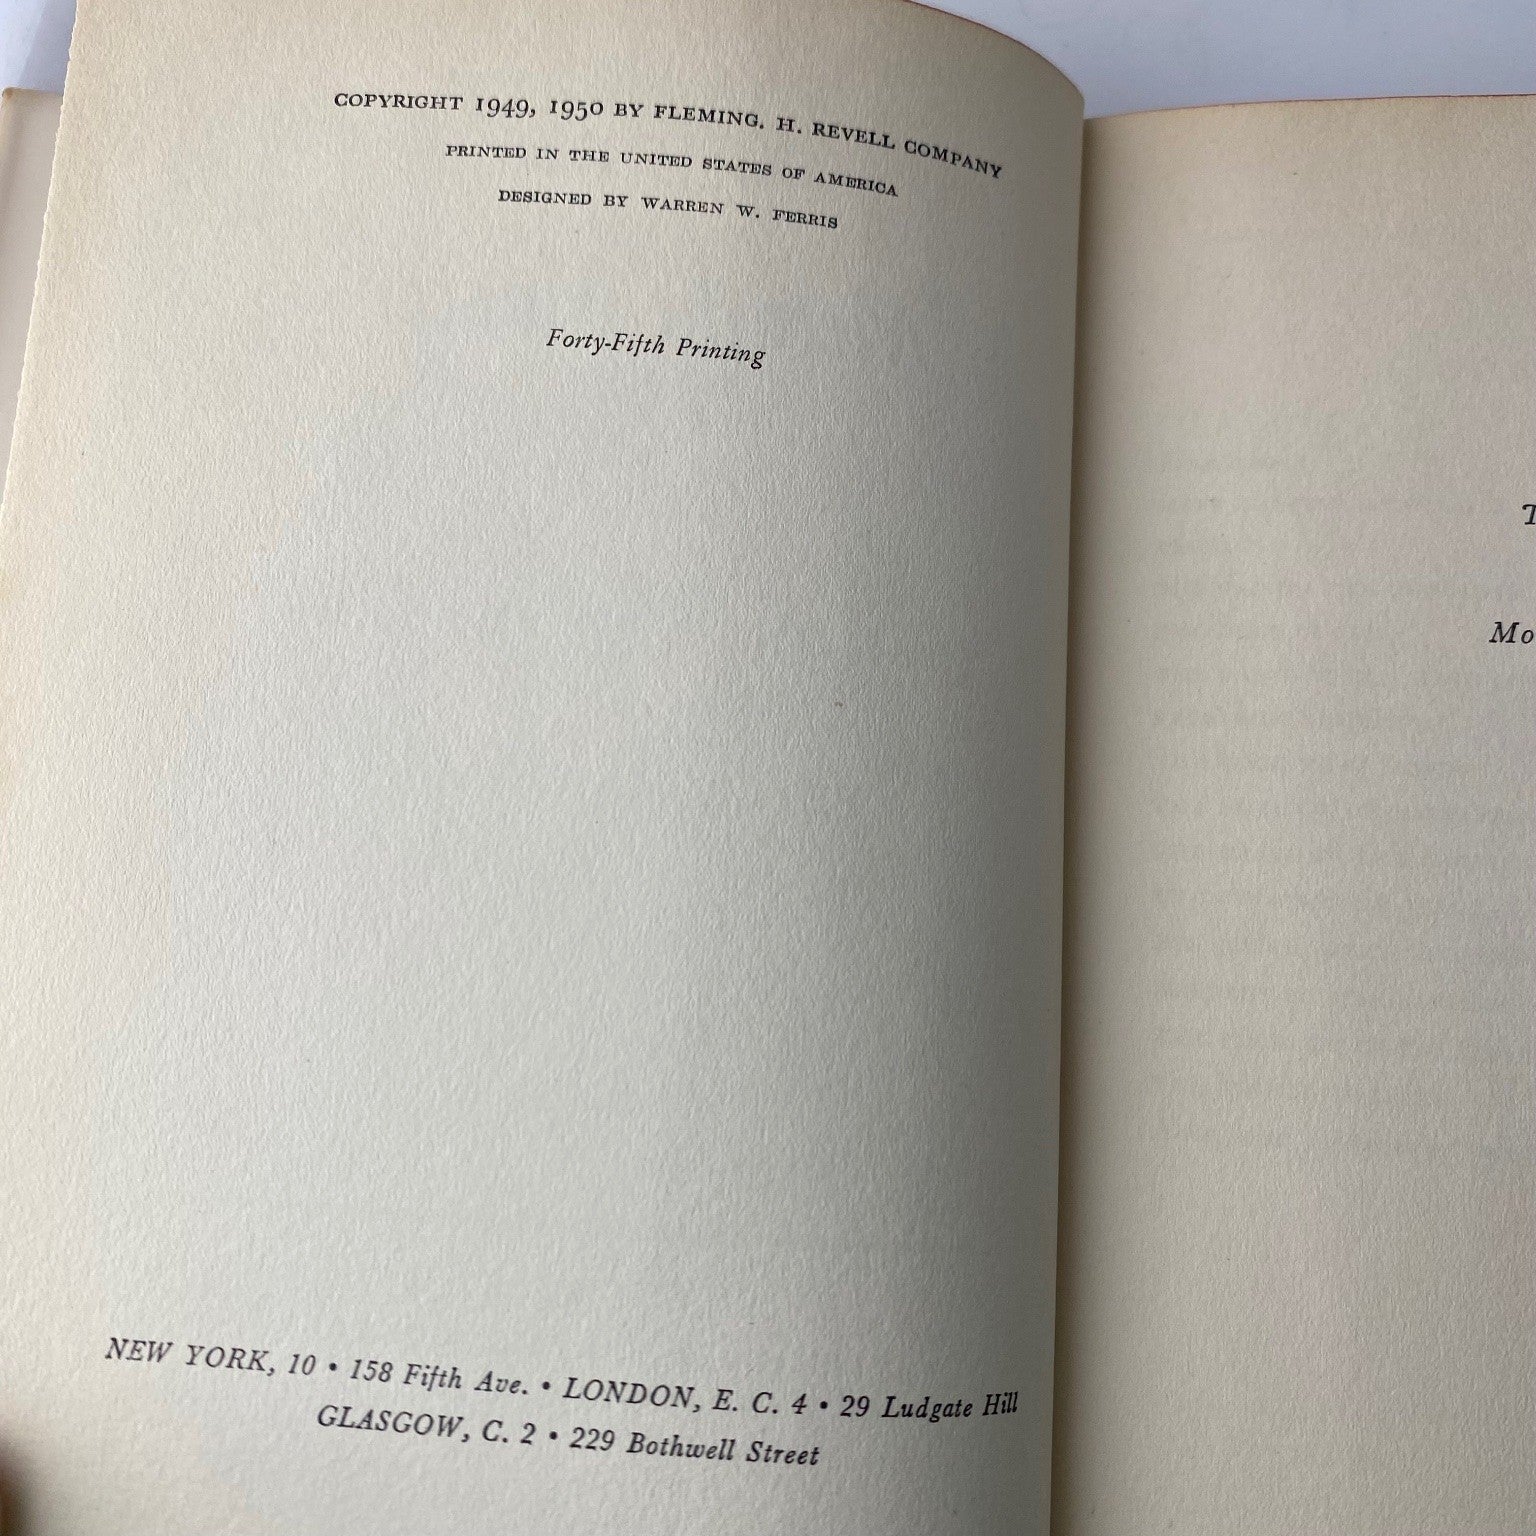 COPYRIGHT 1949, 1950 BY FLEMING. H. REVELL COMPANY
PRINTED IN THE UNITED STATES OF AMERICA
DESIGNED BY WARREN W. FERRIS
Forty-Fifth Printing
NEW YORK, 10 • 158 Fifth Ave. • LONDON, E. C. 4 • 29 Ludgate Hill
GLASGOW, C. 2 • 229 Bothwell Street
Mo